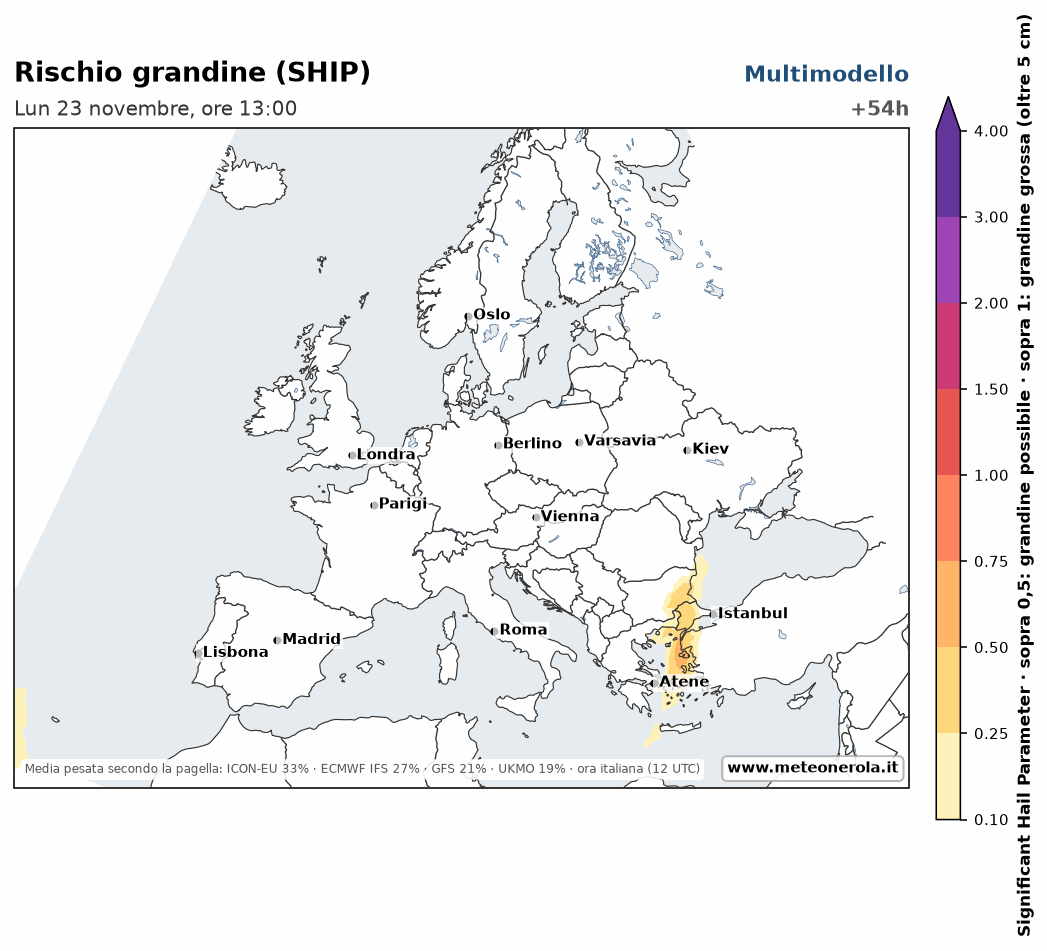 Rischio grandine (SHIP)
Multimodello
Lun 23 novembre, ore 13:00
+54h
Oslo
Londra
Berlino
Varsavia
Kiev
Parigi
Vienna
Istanbul
Roma
Madrid
Lisbona
Atene
Media pesata secondo la pagella: ICON-EU 33% · ECMWF IFS 27% · GFS 21% · UKMO 19% · ora italiana (12 UTC)
www.meteonerola.it
4.00
3.00
2.00
1.50
1.00
0.75
0.50
0.25
0.10
Significant Hail Parameter · sopra 0,5: grandine possibile · sopra 1: grandine grossa (oltre 5 cm)